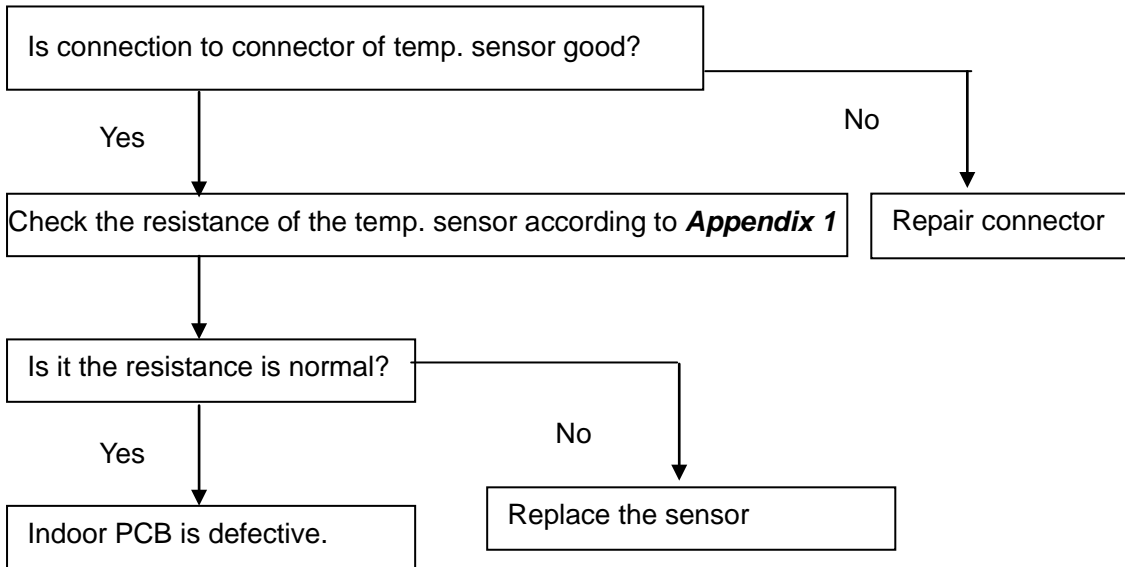 Is connection to connector of temp. sensor good?
Yes
No
Check the resistance of the temp. sensor according to Appendix 1
Repair connector
Is it the resistance is normal?
Yes
No
Indoor PCB is defective.
Replace the sensor